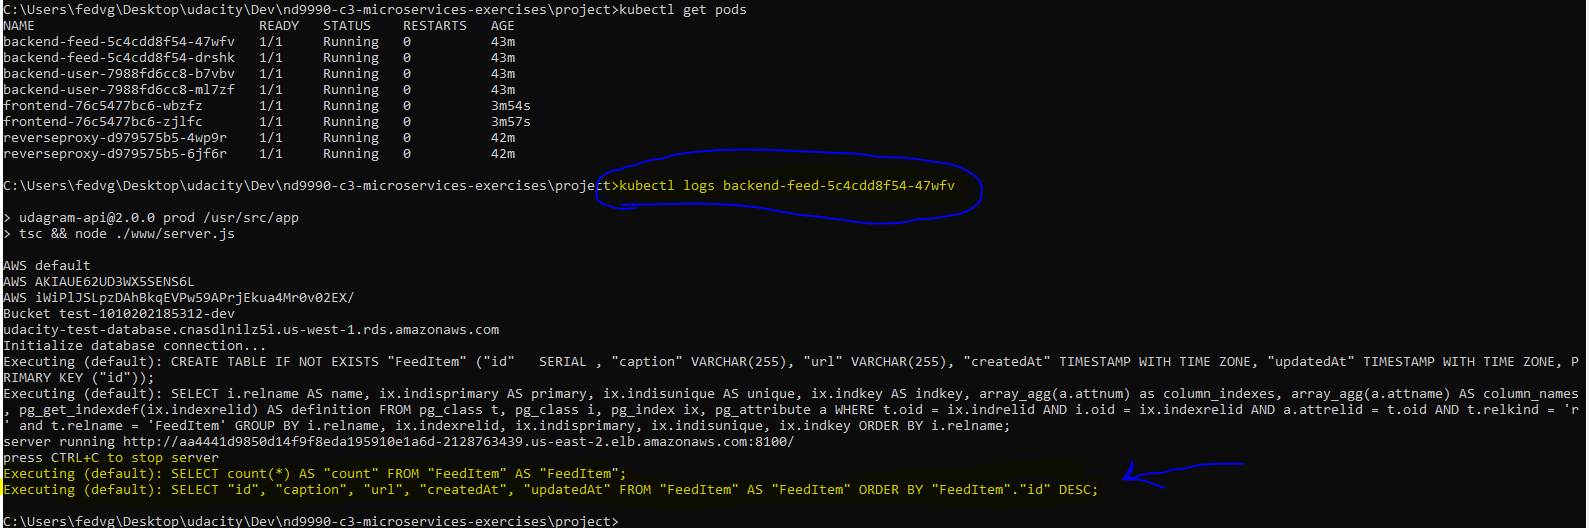 C:\Users\fedvg\Desktop\udacity\Dev\nd9990-c3-microservices-exercises\project>kubectl get pods
NAME READY STATUS RESTARTS AGE
backend-feed-5c4cdd8f54-47wfv 1/1 Running 0 43m
backend-feed-5c4cdd8f54-drshk 1/1 Running 0 43m
backend-user-7988fd6cc8-b7vbv 1/1 Running 0 43m
backend-user-7988fd6cc8-ml7zf 1/1 Running 0 43m
frontend-76c5477bc6-wbzfz 1/1 Running 0 3m54s
frontend-76c5477bc6-zjlfc 1/1 Running 0 3m57s
reverseproxy-d979575b5-4wp9r 1/1 Running 0 42m
reverseproxy-d979575b5-6jf6r 1/1 Running 0 42m
C:\Users\fedvg\Desktop\udacity\Dev\nd9990-c3-microservices-exercises\project>kubectl logs backend-feed-5c4cdd8f54-47wfv
> udagram-api@2.0.0 prod /usr/src/app
> tsc && node ./www/server.js
AWS default
AWS AKIAUE62UD3WX5SENS6L
AWS iWiPlJSLpzDAhBkqEVPw59APrjEkua4Mr0v02EX/
Bucket test-1010202185312-dev
udacity-test-database.cnasdlnilz5i.us-west-1.rds.amazonaws.com
Initialize database connection...
Executing (default): CREATE TABLE IF NOT EXISTS "FeedItem" ("id"   SERIAL , "caption" VARCHAR(255), "url" VARCHAR(255), "createdAt" TIMESTAMP WITH TIME ZONE, "updatedAt" TIMESTAMP WITH TIME ZONE, P
RIMARY KEY ("id"));
Executing (default): SELECT i.relname AS name, ix.indisprimary AS primary, ix.indisunique AS unique, ix.indkey AS indkey, array_agg(a.attnum) as column_indexes, array_agg(a.attname) AS column_names
, pg_get_indexdef(ix.indexrelid) AS definition FROM pg_class t, pg_class i, pg_index ix, pg_attribute a WHERE t.oid = ix.indrelid AND i.oid = ix.indexrelid AND a.attrelid = t.oid AND t.relkind = 'r
' and t.relname = 'FeedItem' GROUP BY i.relname, ix.indexrelid, ix.indisprimary, ix.indisunique, ix.indkey ORDER BY i.relname;
server running http://aa4441d9850d14f9f8eda195910e1a6d-2128763439.us-east-2.elb.amazonaws.com:8100/
press CTRL+C to stop server
Executing (default): SELECT count(*) AS "count" FROM "FeedItem" AS "FeedItem";
Executing (default): SELECT "id", "caption", "url", "createdAt", "updatedAt" FROM "FeedItem" AS "FeedItem" ORDER BY "FeedItem"."id" DESC;
C:\Users\fedvg\Desktop\udacity\Dev\nd9990-c3-microservices-exercises\project>